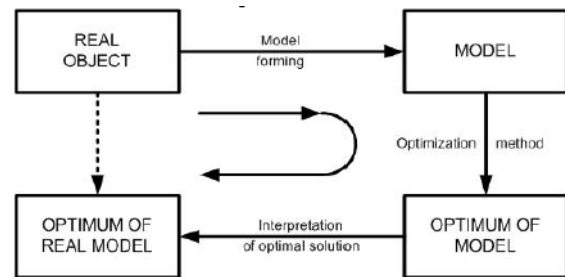 REAL
OBJECT
Model
forming
MODEL
Optimization method
OPTIMUM OF
REAL MODEL
Interpretation
of optimal solution
OPTIMUM OF
MODEL